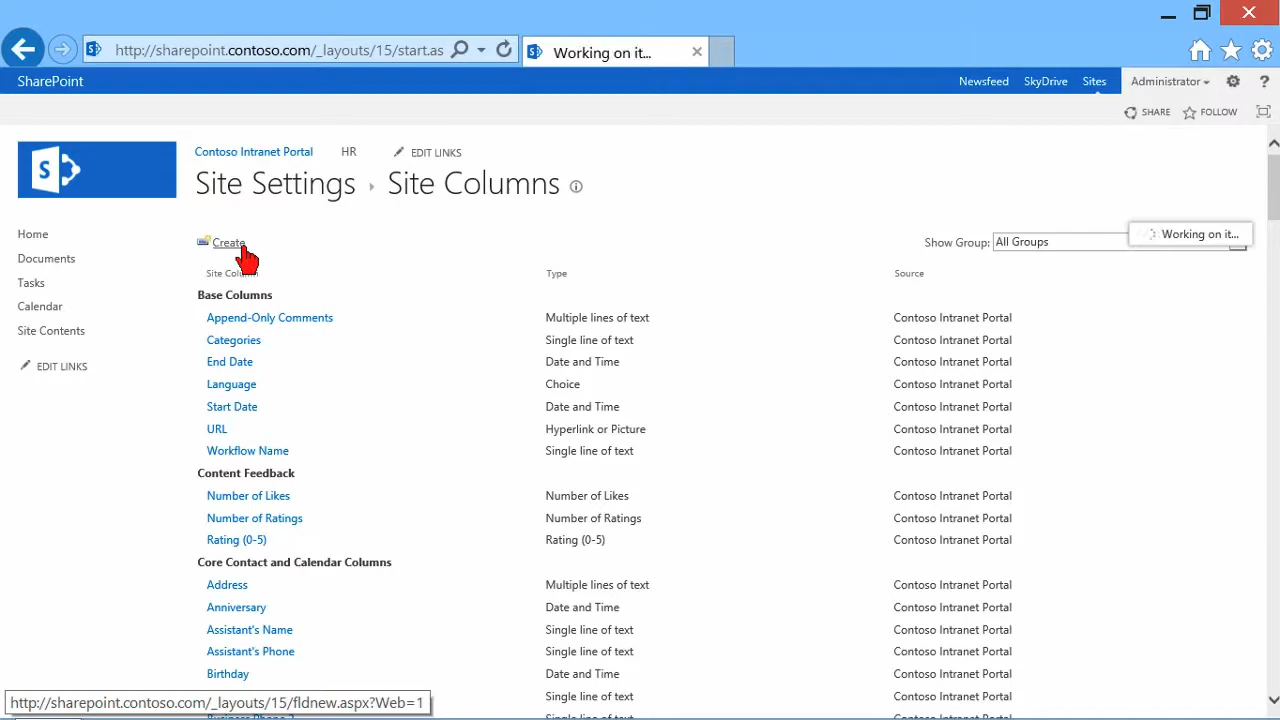 http://sharepoint.contoso.com/_layouts/15/start.as
Working on it...
SharePoint
Newsfeed SkyDrive Sites Administrator ?
SHARE FOLLOW
Contoso Intranet Portal HR EDIT LINKS
S
Site Settings Site Columns
Home
Documents
Tasks
Calendar
Site Contents
EDIT LINKS
Create
Show Group: All Groups
Working on it...
Type Source
Base Columns
Append-Only Comments Multiple lines of text Contoso Intranet Portal
Categories Single line of text Contoso Intranet Portal
End Date Date and Time Contoso Intranet Portal
Language Choice Contoso Intranet Portal
Start Date Date and Time Contoso Intranet Portal
URL Hyperlink or Picture Contoso Intranet Portal
Workflow Name Single line of text Contoso Intranet Portal
Content Feedback
Number of Likes Number of Likes Contoso Intranet Portal
Number of Ratings Number of Ratings Contoso Intranet Portal
Rating (0-5) Rating (0-5) Contoso Intranet Portal
Core Contact and Calendar Columns
Address Multiple lines of text Contoso Intranet Portal
Anniversary Date and Time Contoso Intranet Portal
Assistant's Name Single line of text Contoso Intranet Portal
Assistant's Phone Single line of text Contoso Intranet Portal
Birthday Date and Time Contoso Intranet Portal
Single line of text Contoso Intranet Portal
http://sharepoint.contoso.com/_layouts/15/fldnew.aspx?Web=1